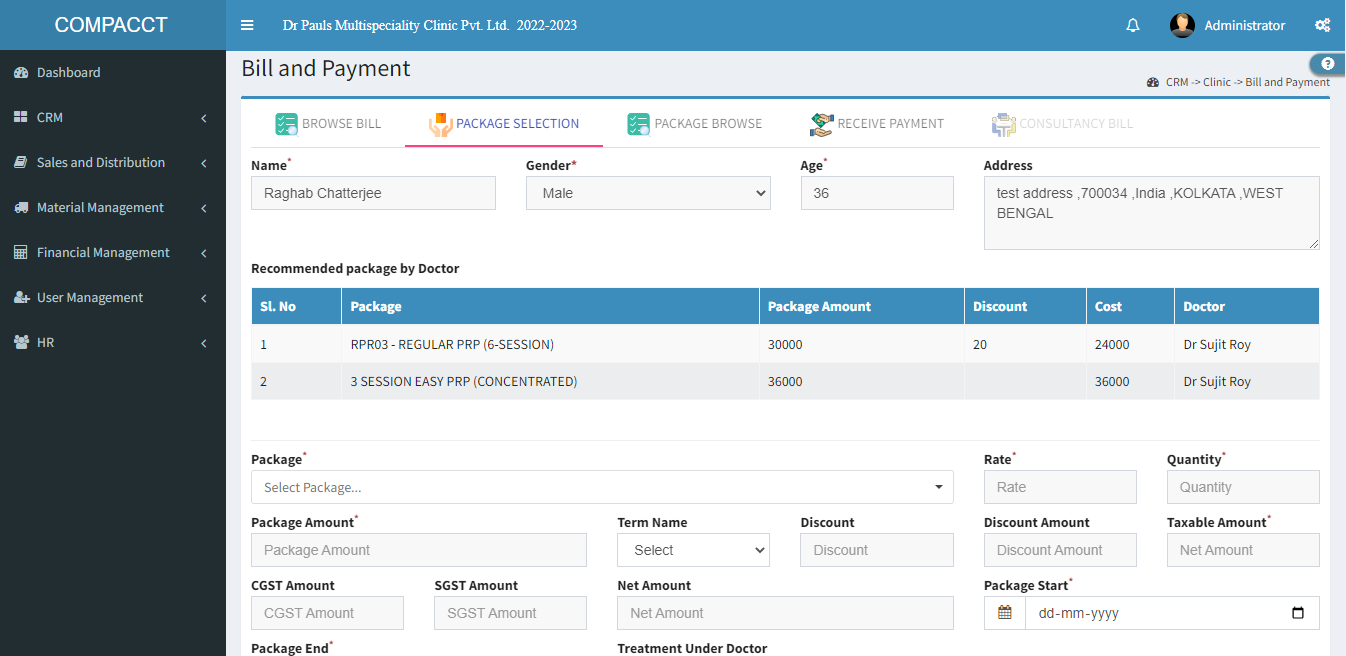 COMPACCT
Dr Pauls Multispeciality Clinic Pvt. Ltd. 2022-2023
Administrator
Dashboard
CRM
Sales and Distribution
Material Management
Financial Management
User Management
HR
Bill and Payment
?
CRM -> Clinic -> Bill and Payment
BROWSE BILL
PACKAGE SELECTION
PACKAGE BROWSE
RECEIVE PAYMENT
CONSULTANCY BILL
Name* Gender* Age* Address
Raghab Chatterjee Male 36 test address ,700034 ,India ,KOLKATA ,WEST
BENGAL
Recommended package by Doctor
Sl. No Package Package Amount Discount Cost Doctor
1 RPR03 - REGULAR PRP (6-SESSION) 30000 20 24000 Dr Sujit Roy
2 3 SESSION EASY PRP (CONCENTRATED) 36000 36000 Dr Sujit Roy
Package* Rate* Quantity*
Select Package... Rate Quantity
Package Amount* Term Name Discount Discount Amount Taxable Amount*
Package Amount Select Discount Discount Amount Net Amount
CGST Amount SGST Amount Net Amount Package Start*
CGST Amount SGST Amount Net Amount dd-mm-yyyy
Package End* Treatment Under Doctor